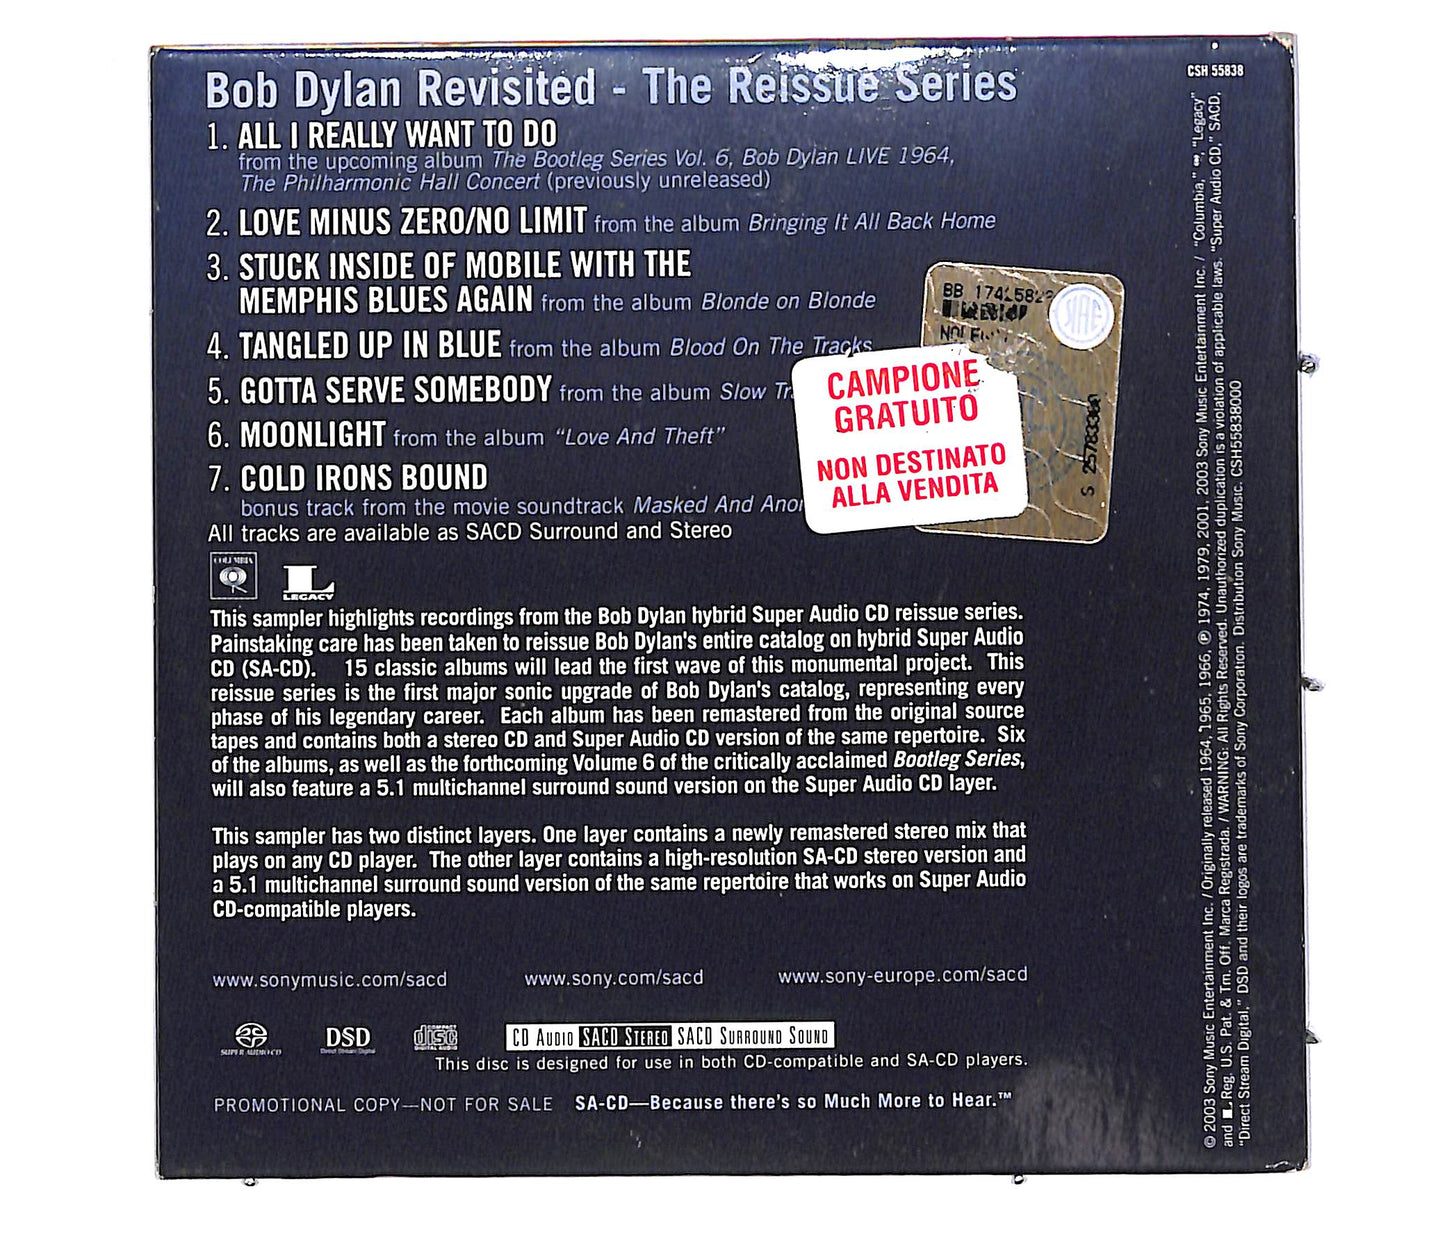 Bob Dylan Revisited - The Reissue Series
CSH 55838
1. ALL I REALLY WANT TO DO
from the upcoming album The Bootleg Series Vol. 6, Bob Dylan LIVE 1964,
The Philharmonic Hall Concert (previously unreleased)
2. LOVE MINUS ZERO/NO LIMIT from the album Bringing It All Back Home
3. STUCK INSIDE OF MOBILE WITH THE
MEMPHIS BLUES AGAIN from the album Blonde on Blonde
4. TANGLED UP IN BLUE from the album Blood On The Tracks
5. GOTTA SERVE SOMEBODY from the album Slow
6. MOONLIGHT from the album "Love And Theft"
7. COLD IRONS BOUND
bonus track from the movie soundtrack Masked And
All tracks are available as SACD Surround and Stereo
BB
SIAE
CAMPIONE
GRATUITO
NON DESTINATO
ALLA VENDITA
COLUMBIA
L
LEGACY
This sampler highlights recordings from the Bob Dylan hybrid Super Audio CD reissue series.
Painstaking care has been taken to reissue Bob Dylan's entire catalog on hybrid Super Audio
CD (SA-CD). 15 classic albums will lead the first wave of this monumental project. This
reissue series is the first major sonic upgrade of Bob Dylan's catalog, representing every
phase of his legendary career. Each album has been remastered from the original source
tapes and contains both a stereo CD and Super Audio CD version of the same repertoire. Six
of the albums, as well as the forthcoming Volume 6 of the critically acclaimed Bootleg Series,
will also feature a 5.1 multichannel surround sound version on the Super Audio CD layer.
This sampler has two distinct layers. One layer contains a newly remastered stereo mix that
plays on any CD player. The other layer contains a high-resolution SA-CD stereo version and
a 5.1 multichannel surround sound version of the same repertoire that works on Super Audio
CD-compatible players.
www.sonymusic.com/sacd www.sony.com/sacd www.sony-europe.com/sacd
SUPER AUDIO CD
DSD
Direct Stream Digital
COMPACT
disc
DIGITAL AUDIO
CD AUDIO SACD STEREO SACD SURROUND SOUND
This disc is designed for use in both CD-compatible and SA-CD players.
PROMOTIONAL COPY—NOT FOR SALE SA-CD—Because there's so Much More to Hear.™
© 2003 Sony Music Entertainment Inc. / Originally released 1964, 1965, 1966, ℗ 1974, 1979, 2001, 2003 Sony Music Entertainment Inc. / "Columbia," "Legacy"
and L Reg. U.S. Pat. & Tm. Off. Marca Registrada. / WARNING: All Rights Reserved. Unauthorized duplication is a violation of applicable laws. "Super Audio CD," SACD,
"Direct Stream Digital," DSD and their logos are trademarks of Sony Corporation. Distribution Sony Music. CSH55838000